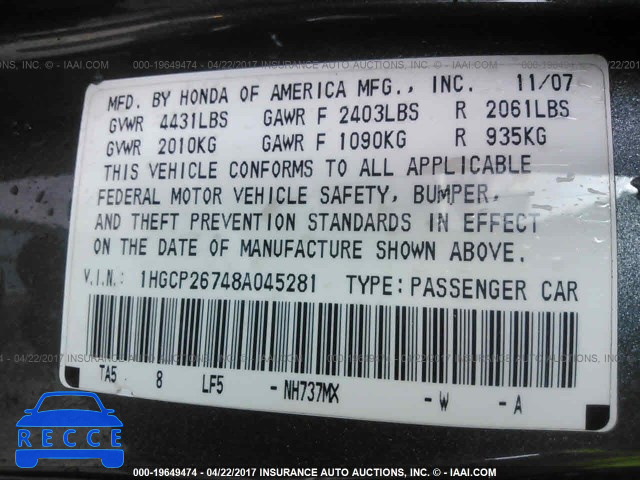 000-19649474 - 04/22/2017 INSURANCE AUTO AUCTIONS - © - IAAI.COM
MFD. BY HONDA OF AMERICA MFG., INC. 11/07
GVWR 4431LBS GAWR F 2403LBS R 2061LBS
GVWR 2010KG GAWR F 1090KG R 935KG
THIS VEHICLE CONFORMS TO ALL APPLICABLE
FEDERAL MOTOR VEHICLE SAFETY, BUMPER,
AND THEFT PREVENTION STANDARDS IN EFFECT
ON THE DATE OF MANUFACTURE SHOWN ABOVE.
V.I.N.: 1HGCP26748A045281 TYPE: PASSENGER CAR
TA5 8 LF5 - NH737MX - W - A
RECCE
000-19649474 - 04/22/2017 INSURANCE AUTO AUCTIONS - © - IAAI.COM